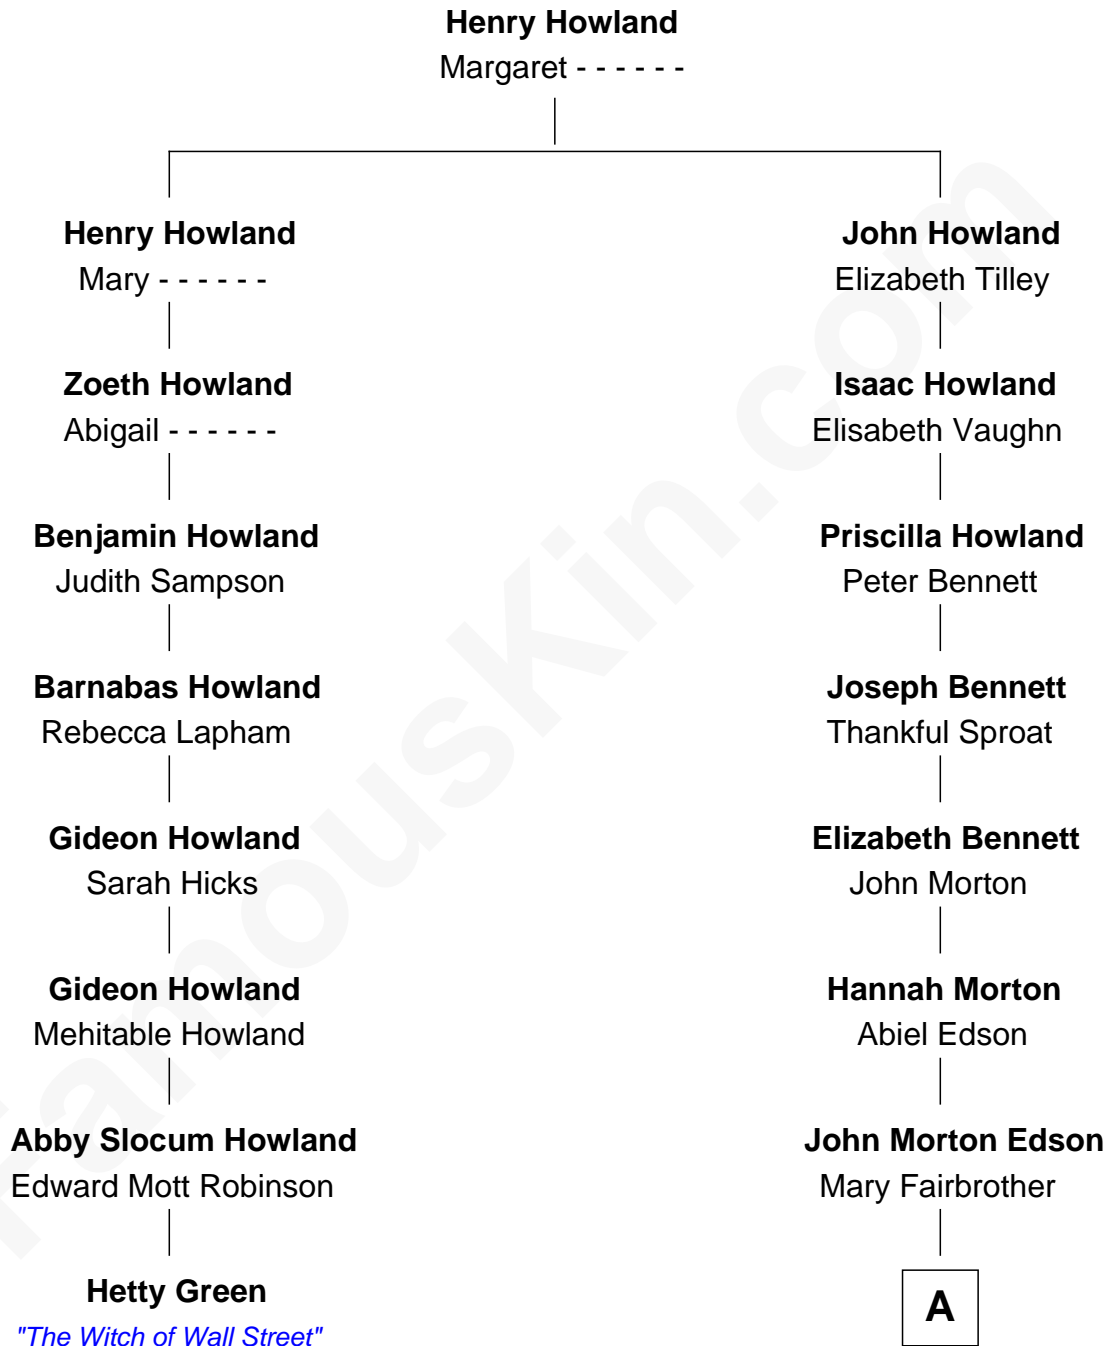 Henry Howland
Margaret - - - - - -
Henry Howland
Mary - - - - - -
John Howland
Elizabeth Tilley
Zoeth Howland
Abigail - - - - - -
Isaac Howland
Elisabeth Vaughn
Benjamin Howland
Judith Sampson
Priscilla Howland
Peter Bennett
Barnabas Howland
Rebecca Lapham
Joseph Bennett
Thankful Sproat
Gideon Howland
Sarah Hicks
Elizabeth Bennett
John Morton
Gideon Howland
Mehitable Howland
Hannah Morton
Abiel Edson
Abby Slocum Howland
Edward Mott Robinson
John Morton Edson
Mary Fairbrother
Hetty Green
"The Witch of Wall Street"
A
FamousKin.com